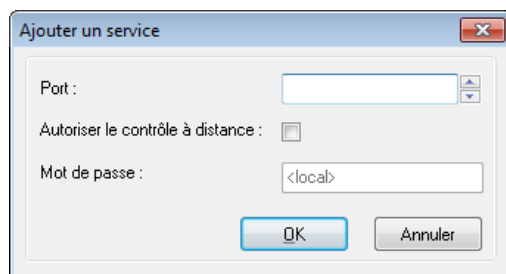 Ajouter un service
Port :
Autoriser le contrôle à distance :
Mot de passe :
<local>
OK
Annuler